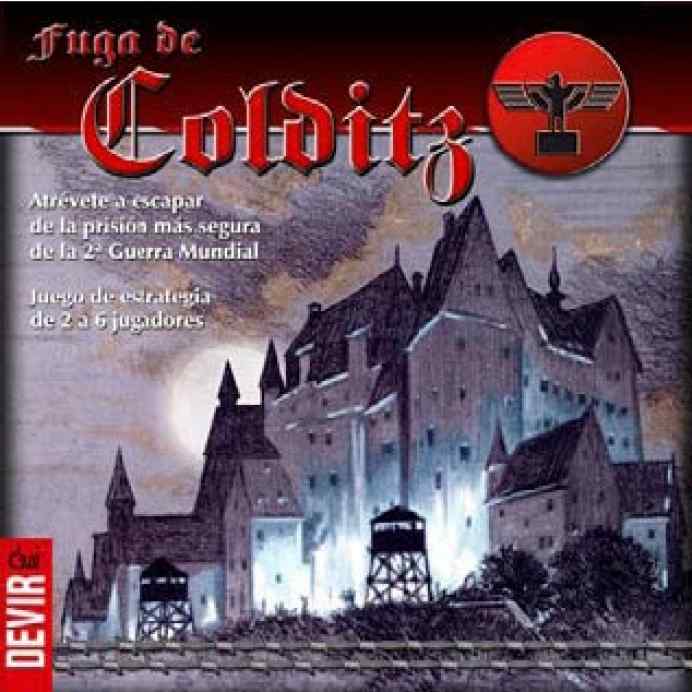 Fuga de
Colditz
Atrévete a escapar
de la prisión más segura
de la 2ª Guerra Mundial
Juego de estrategia
de 2 a 6 jugadores
DEVIR